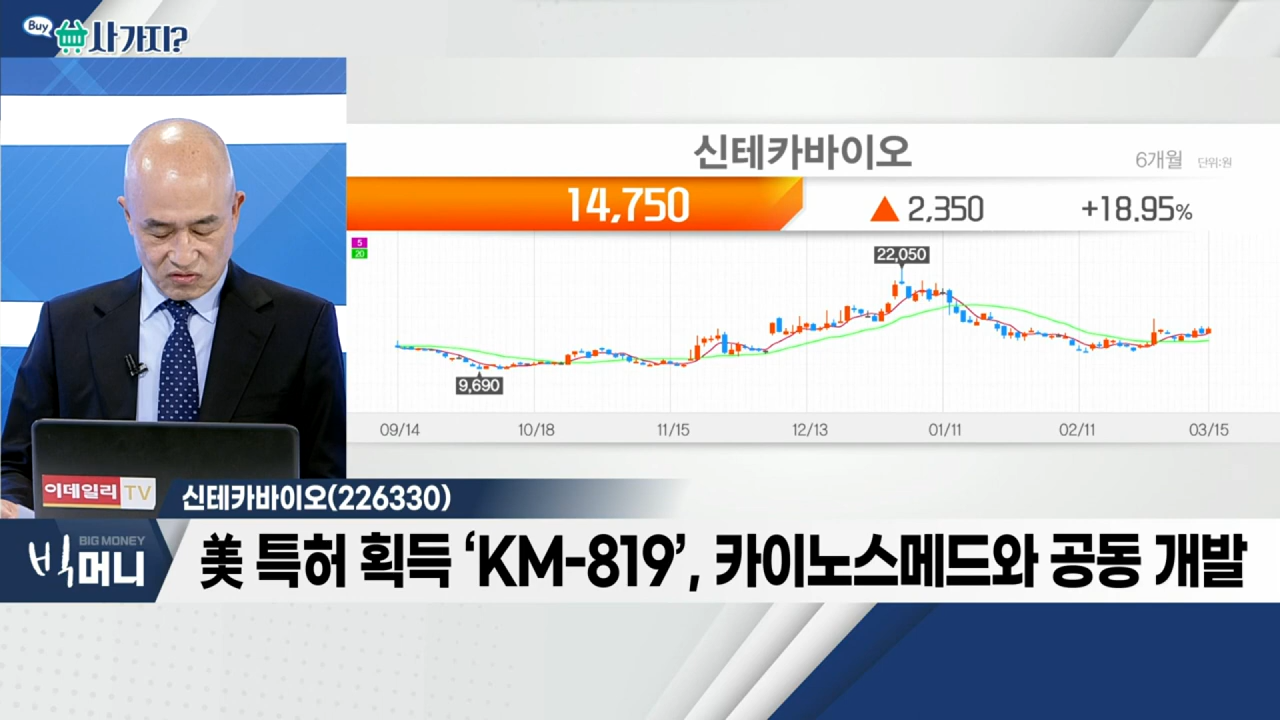 Buy
사가지?
신테카바이오
6개월 단위:원
14,750 ▲ 2,350 +18.95%
5
20
22,050
9,690
09/14 10/18 11/15 12/13 01/11 02/11 03/15
이데일리 TV
신테카바이오(226330)
BIG MONEY
빅머니
美 특허 획득 ‘KM-819’, 카이노스메드와 공동 개발